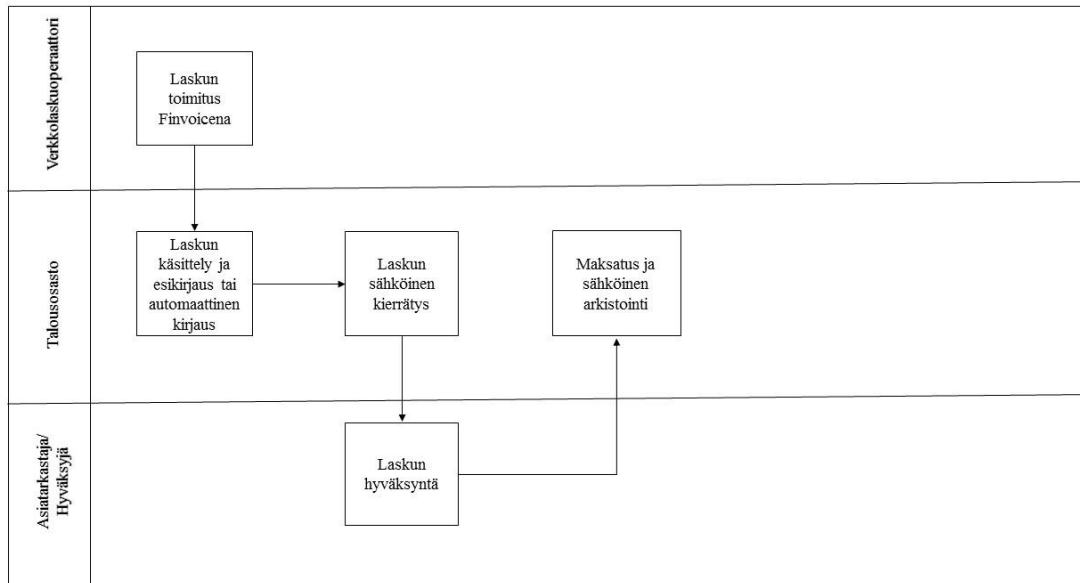 Verkkolaskuoperaattori
Laskun
toimitus
Finvoicena
Talousosasto
Laskun
käsittely ja
esikirjaus tai
automaattinen
kirjaus
Laskun
sähköinen
kierrätys
Maksatus ja
sähköinen
arkistointi
Asiatarkastaja/
Hyväksyjä
Laskun
hyväksyntä